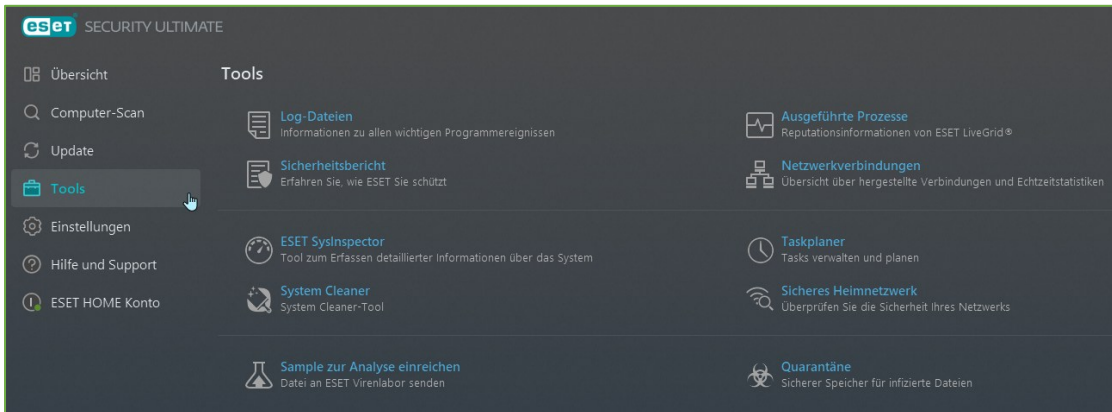 eset SECURITY ULTIMATE
Übersicht
Computer-Scan
Update
Tools
Einstellungen
Hilfe und Support
ESET HOME Konto
Tools
Log-Dateien
Informationen zu allen wichtigen Programmereignissen
Ausgeführte Prozesse
Reputationsinformationen von ESET LiveGrid®
Sicherheitsbericht
Erfahren Sie, wie ESET Sie schützt
Netzwerkverbindungen
Übersicht über hergestellte Verbindungen und Echtzeitstatistiken
ESET SysInspector
Tool zum Erfassen detaillierter Informationen über das System
Taskplaner
Tasks verwalten und planen
System Cleaner
System Cleaner-Tool
Sicheres Heimnetzwerk
Überprüfen Sie die Sicherheit Ihres Netzwerks
Sample zur Analyse einreichen
Datei an ESET Virenlabor senden
Quarantäne
Sicherer Speicher für infizierte Dateien